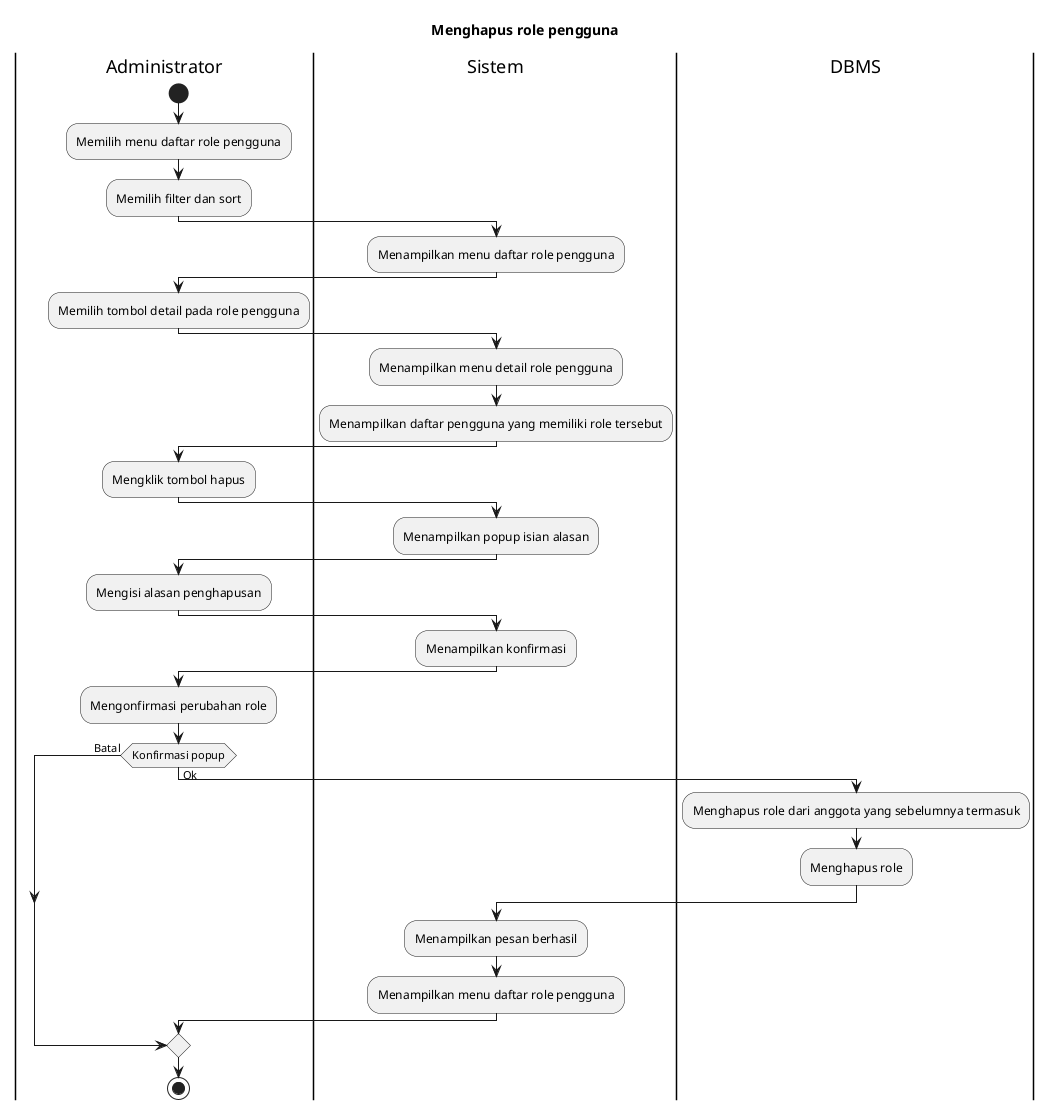 Menghapus role pengguna
Administrator
Sistem
DBMS
Memilih menu daftar role pengguna
Memilih filter dan sort
Menampilkan menu daftar role pengguna
Memilih tombol detail pada role pengguna
Menampilkan menu detail role pengguna
Menampilkan daftar pengguna yang memiliki role tersebut
Mengklik tombol hapus
Menampilkan popup isian alasan
Mengisi alasan penghapusan
Menampilkan konfirmasi
Mengonfirmasi perubahan role
Batal
Konfirmasi popup
Ok
Menghapus role dari anggota yang sebelumnya termasuk
Menghapus role
Menampilkan pesan berhasil
Menampilkan menu daftar role pengguna